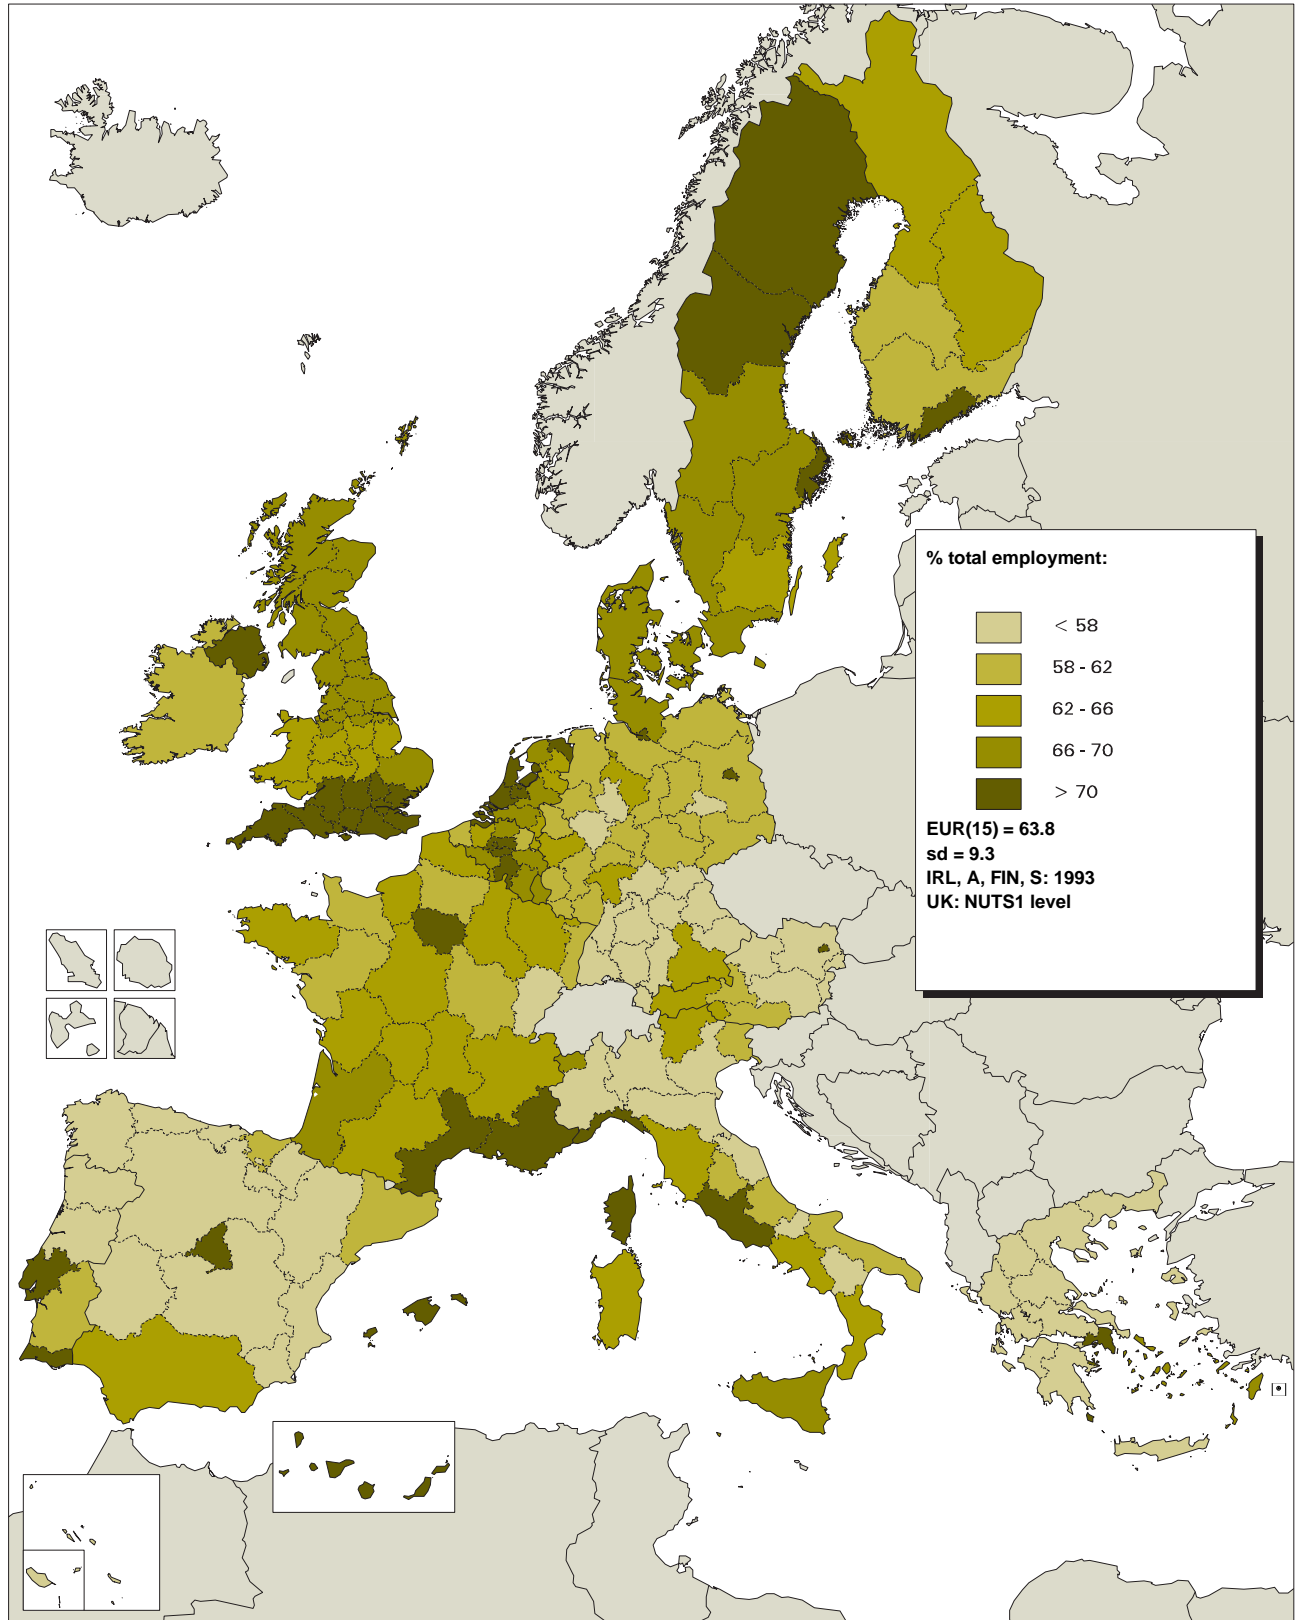 % total employment:
< 58
58 - 62
62 - 66
66 - 70
> 70
EUR(15) = 63.8
sd = 9.3
IRL, A, FIN, S: 1993
UK: NUTS1 level